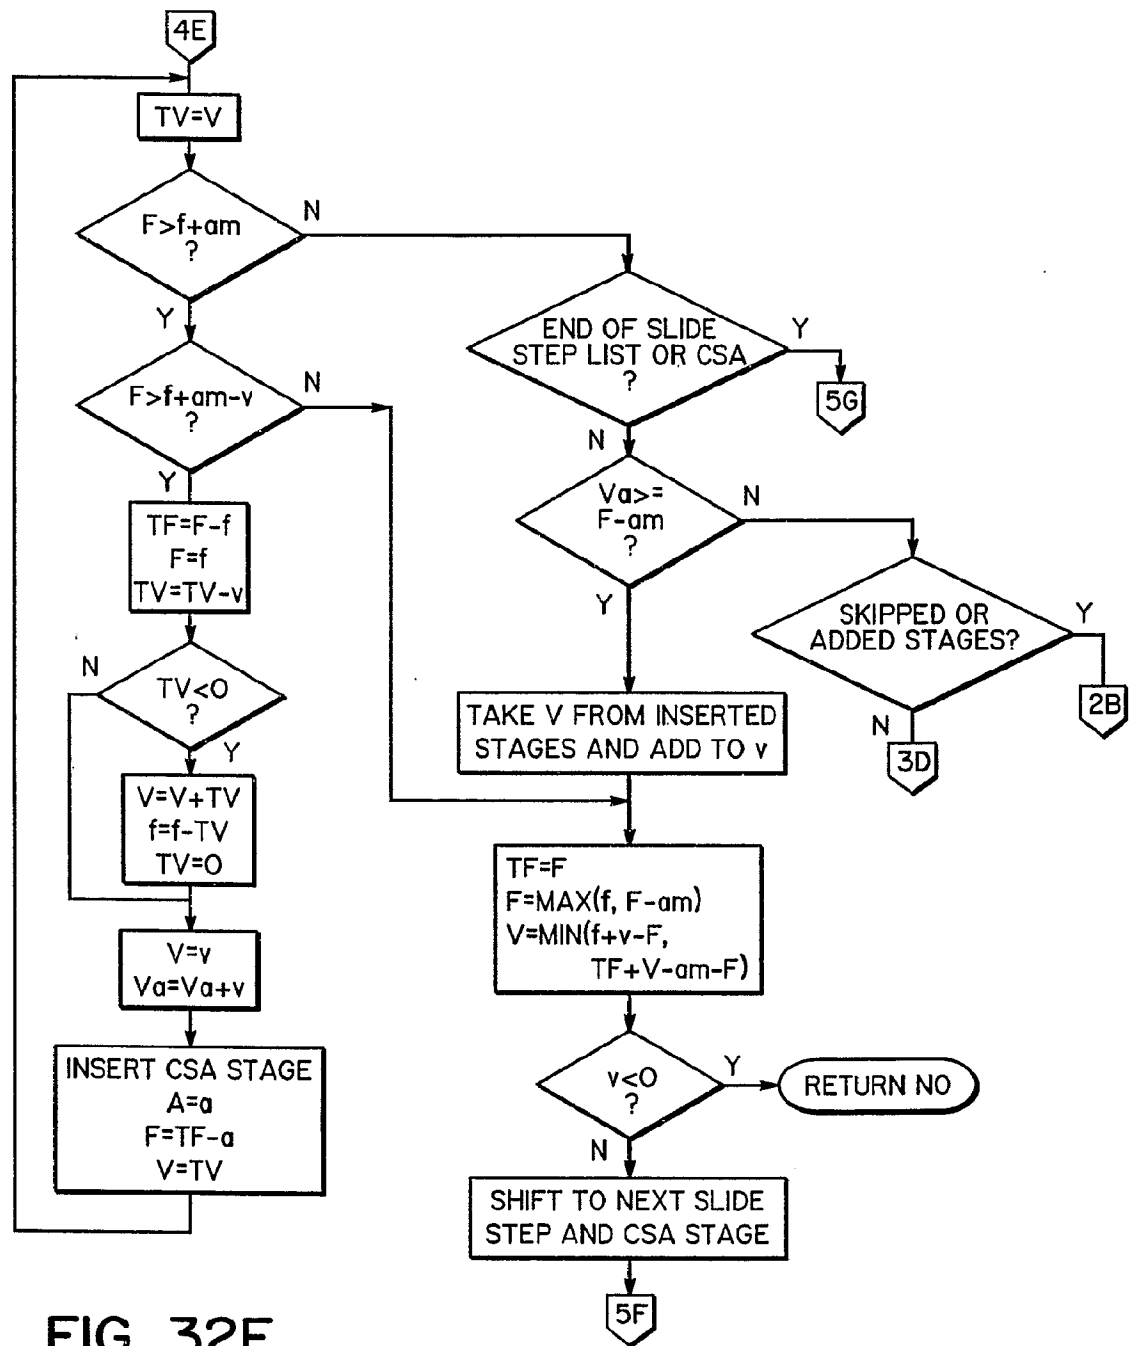 4E
TV=V
F>f+am
?
N
Y
F>f+am-v
?
N
Y
TF=F-f
F=f
TV=TV-v
TV<0
?
N
Y
V=V+TV
f=f-TV
TV=0
V=v
Va=Va+v
INSERT CSA STAGE
A=a
F=TF-a
V=TV
END OF SLIDE
STEP LIST OR CSA
?
Y
5G
N
Va>=
F-am
?
N
Y
SKIPPED OR
ADDED STAGES?
Y
2B
N
3D
TAKE V FROM INSERTED
STAGES AND ADD TO v
TF=F
F=MAX(f, F-am)
V=MIN(f+v-F,
TF+V-am-F)
v<0
?
Y
RETURN NO
N
SHIFT TO NEXT SLIDE
STEP AND CSA STAGE
5F